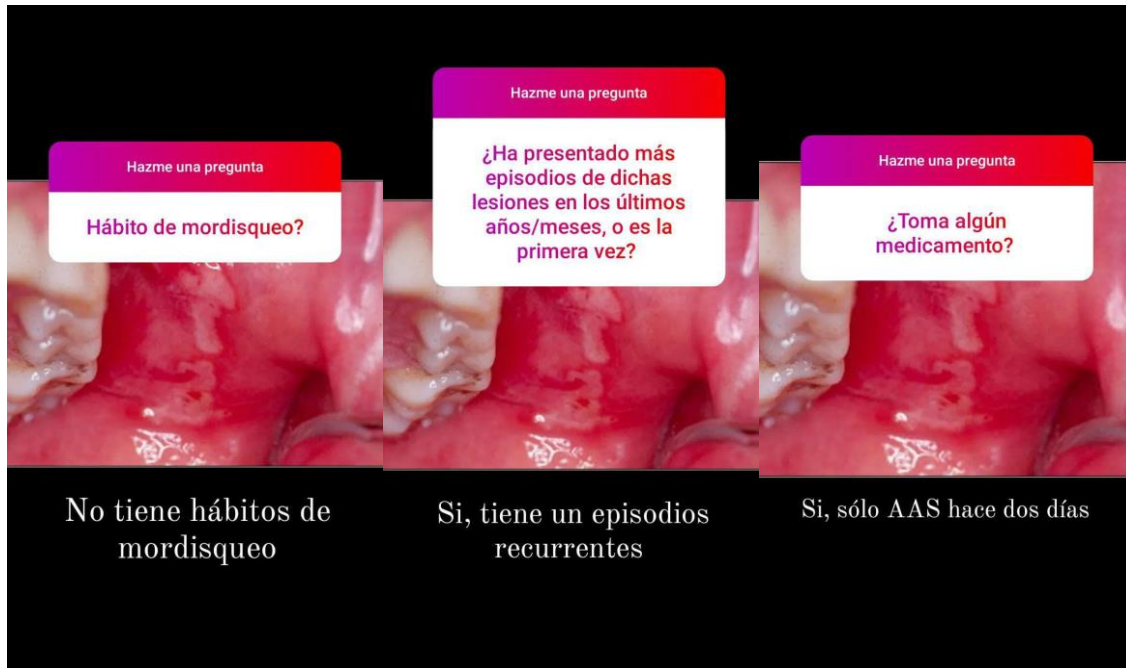 Hazme una pregunta
Hábito de mordisqueo?
No tiene hábitos de
mordisqueo
Hazme una pregunta
¿Ha presentado más
episodios de dichas
lesiones en los últimos
años/meses, o es la
primera vez?
Si, tiene un episodios
recurrentes
Hazme una pregunta
¿Toma algún
medicamento?
Si, sólo AAS hace dos días